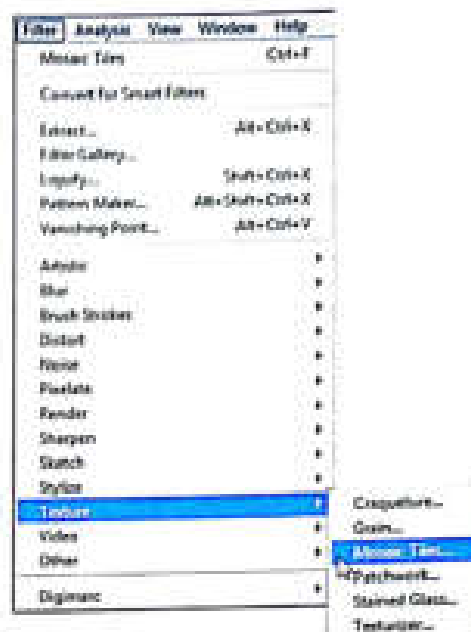 Filter Analysis View Window Help
Mosaic Tiles Ctrl+F
Convert for Smart Filters
Extract... Alt+Ctrl+X
Filter Gallery...
Liquify... Shift+Ctrl+X
Pattern Maker... Alt+Shift+Ctrl+X
Vanishing Point... Alt+Ctrl+V
Artistic
Blur
Brush Strokes
Distort
Noise
Pixelate
Render
Sharpen
Sketch
Stylize
Texture
Video
Other
Digimarc
Craquelure...
Grain...
Mosaic Tiles...
Patchwork...
Stained Glass...
Texturizer...